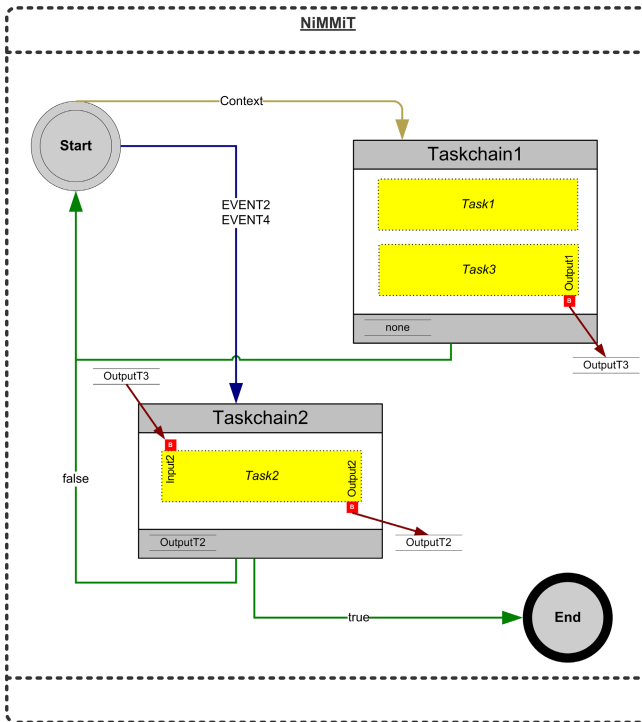 NiMMiT
Context
Start
Taskchain1
Task1
EVENT2
EVENT4
Task3
Output1
B
none
OutputT3
OutputT3
Taskchain2
B
Input2
Task2
Output2
B
false
OutputT2
OutputT2
true
End